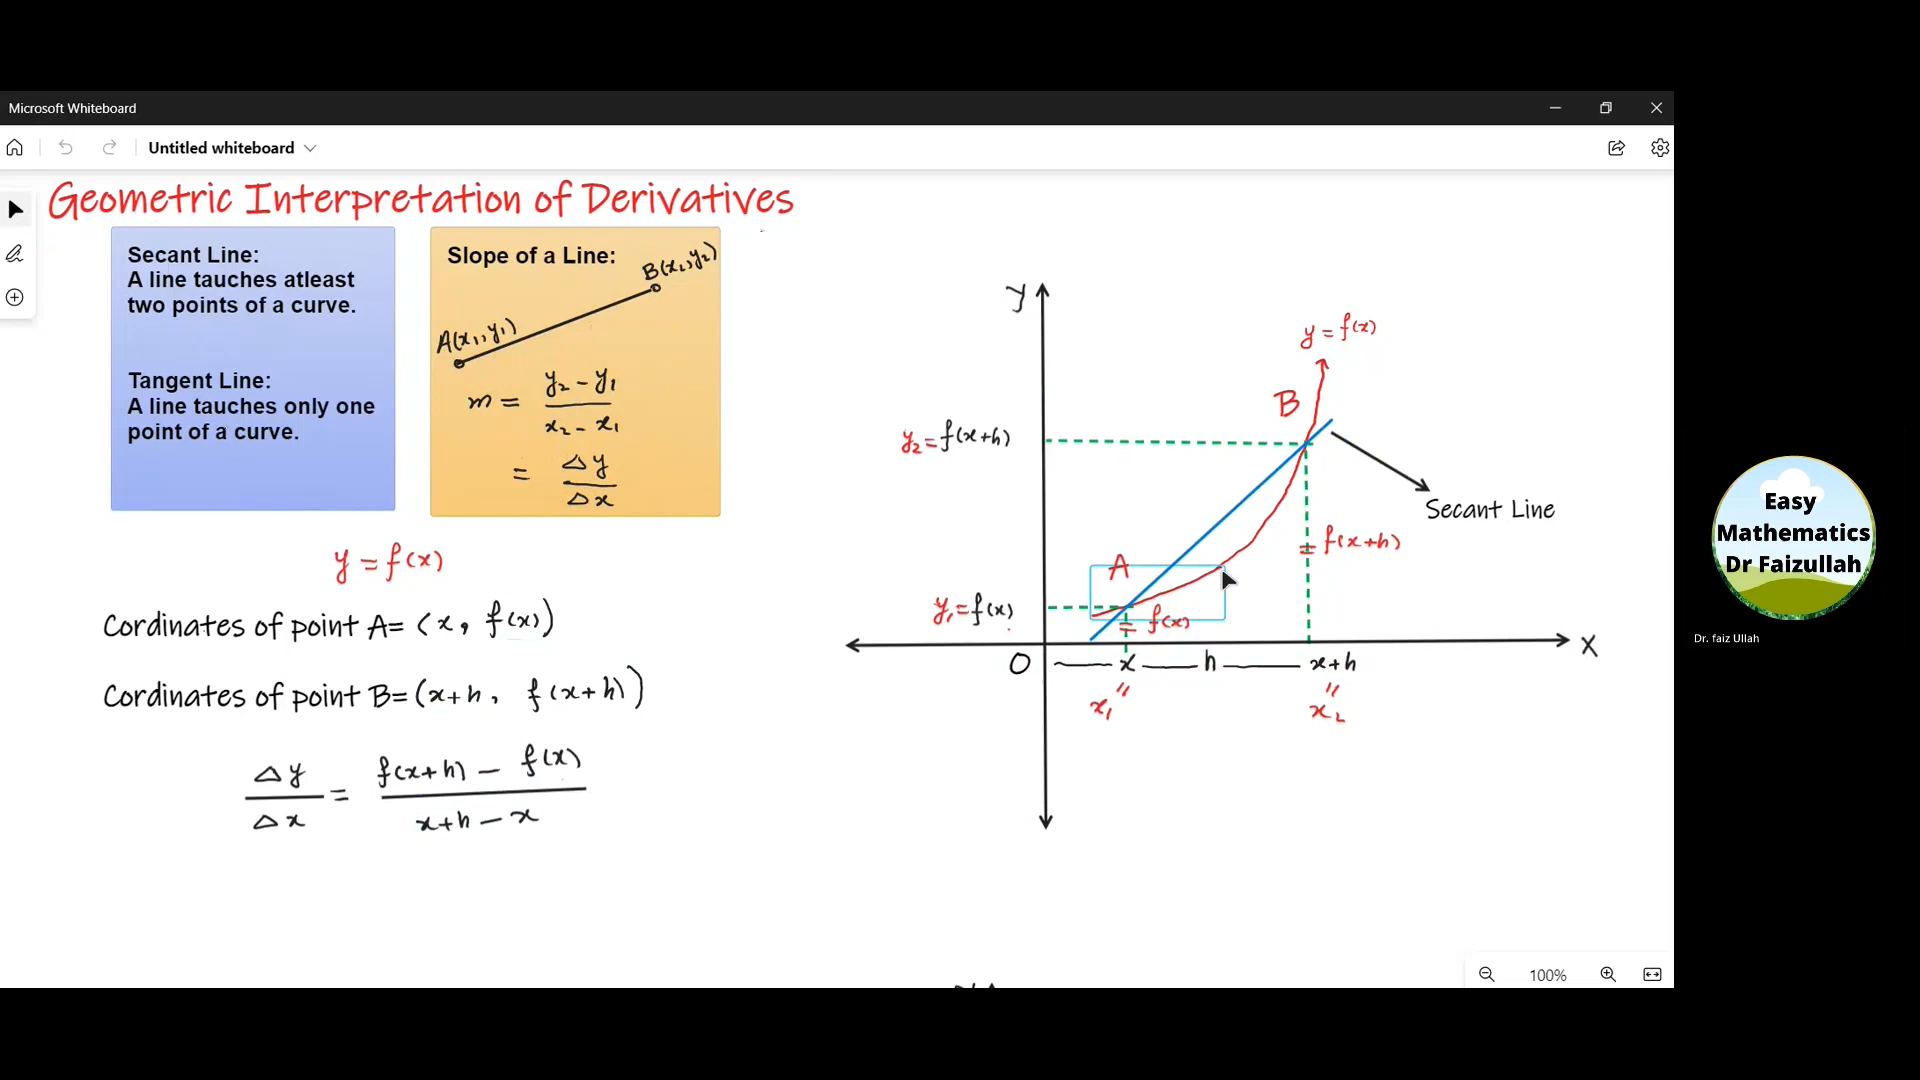 Microsoft Whiteboard
Untitled whiteboard
Geometric Interpretation of Derivatives
Secant Line:
A line tauches atleast
two points of a curve.
Tangent Line:
A line tauches only one
point of a curve.
Slope of a Line:
B(x₂, y₂)
A(x₁, y₁)
m = y₂ - y₁
x₂ - x₁
= Δy
Δx
y = f(x)
Cordinates of point A= (x, f(x))
Cordinates of point B= (x+h, f(x+h))
Δy = f(x+h) - f(x)
Δx x+h - x
y
y = f(x)
B
y₂= f(x+h)
Secant Line
= f(x+h)
A
y₁= f(x)
= f(x)
X
O x h x+h
" "
x₁ x₂
100%
Easy
Mathematics
Dr Faizullah
Dr. faiz Ullah